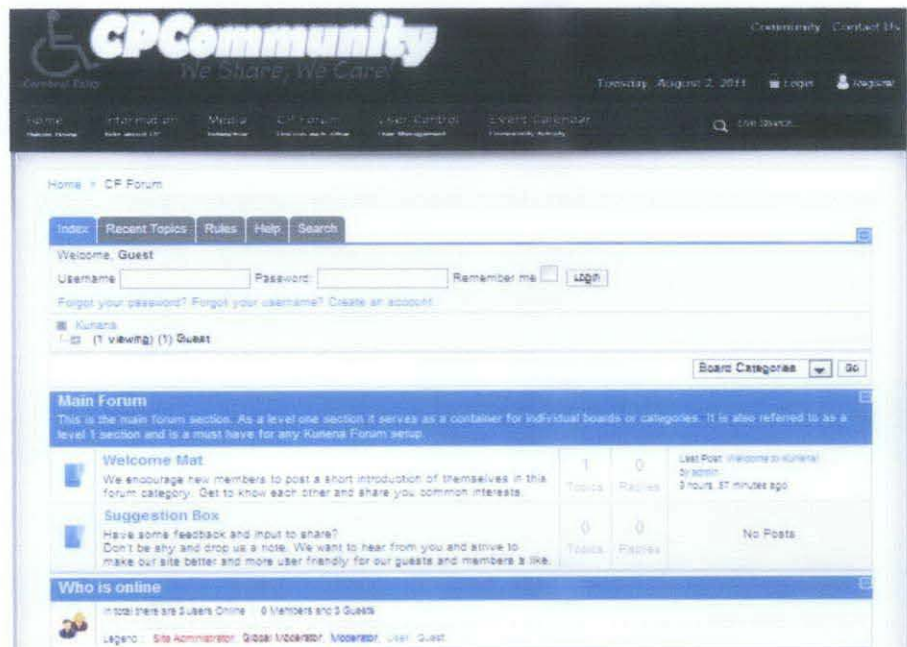 CPCommunity
We Share, We Care!
Cerebral Palsy
Community Contact Us
Tuesday, August 2, 2011 Login Register
Home Information Media CP Forum User Control Event Calendar
Home > CP Forum
Index Recent Topics Rules Help Search
Welcome, Guest
Username Password: Remember me Login
Forgot your password? Forgot your username? Create an account
Kunena
(1 viewing) (1) Guest
Board Categories Go
Main Forum
This is the main forum section. As a level one section it serves as a container for individual boards or categories. It is also referred to as a
level 1 section and is a must have for any Kunena Forum setup.
Welcome Mat
We encourage new members to post a short introduction of themselves in this
forum category. Get to know each other and share you common interests.
1 Topics 0 Replies
Last Post: Welcome to Kunena!
by admin
3 hours, 57 minutes ago
Suggestion Box
Have some feedback and input to share?
Don't be shy and drop us a note. We want to hear from you and strive to
make our site better and more user friendly for our guests and members a like.
0 Topics 0 Replies
No Posts
Who is online
In total there are 3 users Online 0 Members and 3 Guests
Legend : Site Administrator, Global Moderator, Moderator, User, Guest